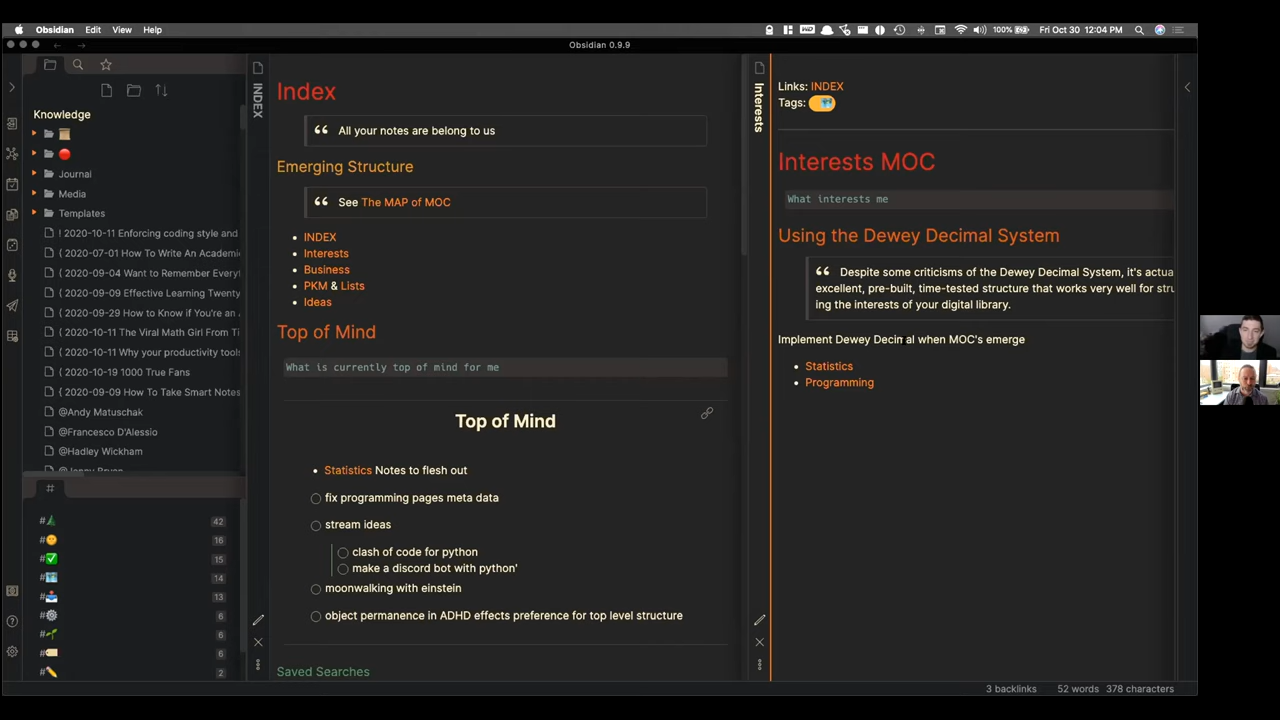 Obsidian Edit View Help
100% Fri Oct 30 12:04 PM
Obsidian 0.9.9
Knowledge
Journal
Media
Templates
! 2020-10-11 Enforcing coding style and
{ 2020-07-01 How To Write An Academi
{ 2020-09-04 Want to Remember Everyt
{ 2020-09-09 Effective Learning Twenty
{ 2020-09-29 How to Know if You're an
{ 2020-10-11 The Viral Math Girl From Ti
{ 2020-10-11 Why your productivity tools
{ 2020-10-19 1000 True Fans
{ 2020-10-19 How To Take Smart Notes
@Andy Matuschak
@Francesco D'Alessio
@Hadley Wickham
@Jenny Bryan
#
# 42
# 16
# 15
# 14
# 13
# 6
# 6
# 6
# 2
INDEX
Index
All your notes are belong to us
Emerging Structure
See The MAP of MOC
INDEX
Interests
Business
PKM & Lists
Ideas
Top of Mind
What is currently top of mind for me
Top of Mind
Statistics Notes to flesh out
fix programming pages meta data
stream ideas
clash of code for python
make a discord bot with python'
moonwalking with einstein
object permanence in ADHD effects preference for top level structure
Saved Searches
Interests
Links: INDEX
Tags:
Interests MOC
What interests me
Using the Dewey Decimal System
Despite some criticisms of the Dewey Decimal System, it's actua
excellent, pre-built, time-tested structure that works very well for stru
ing the interests of your digital library.
Implement Dewey Decimal when MOC's emerge
Statistics
Programming
3 backlinks 52 words 378 characters